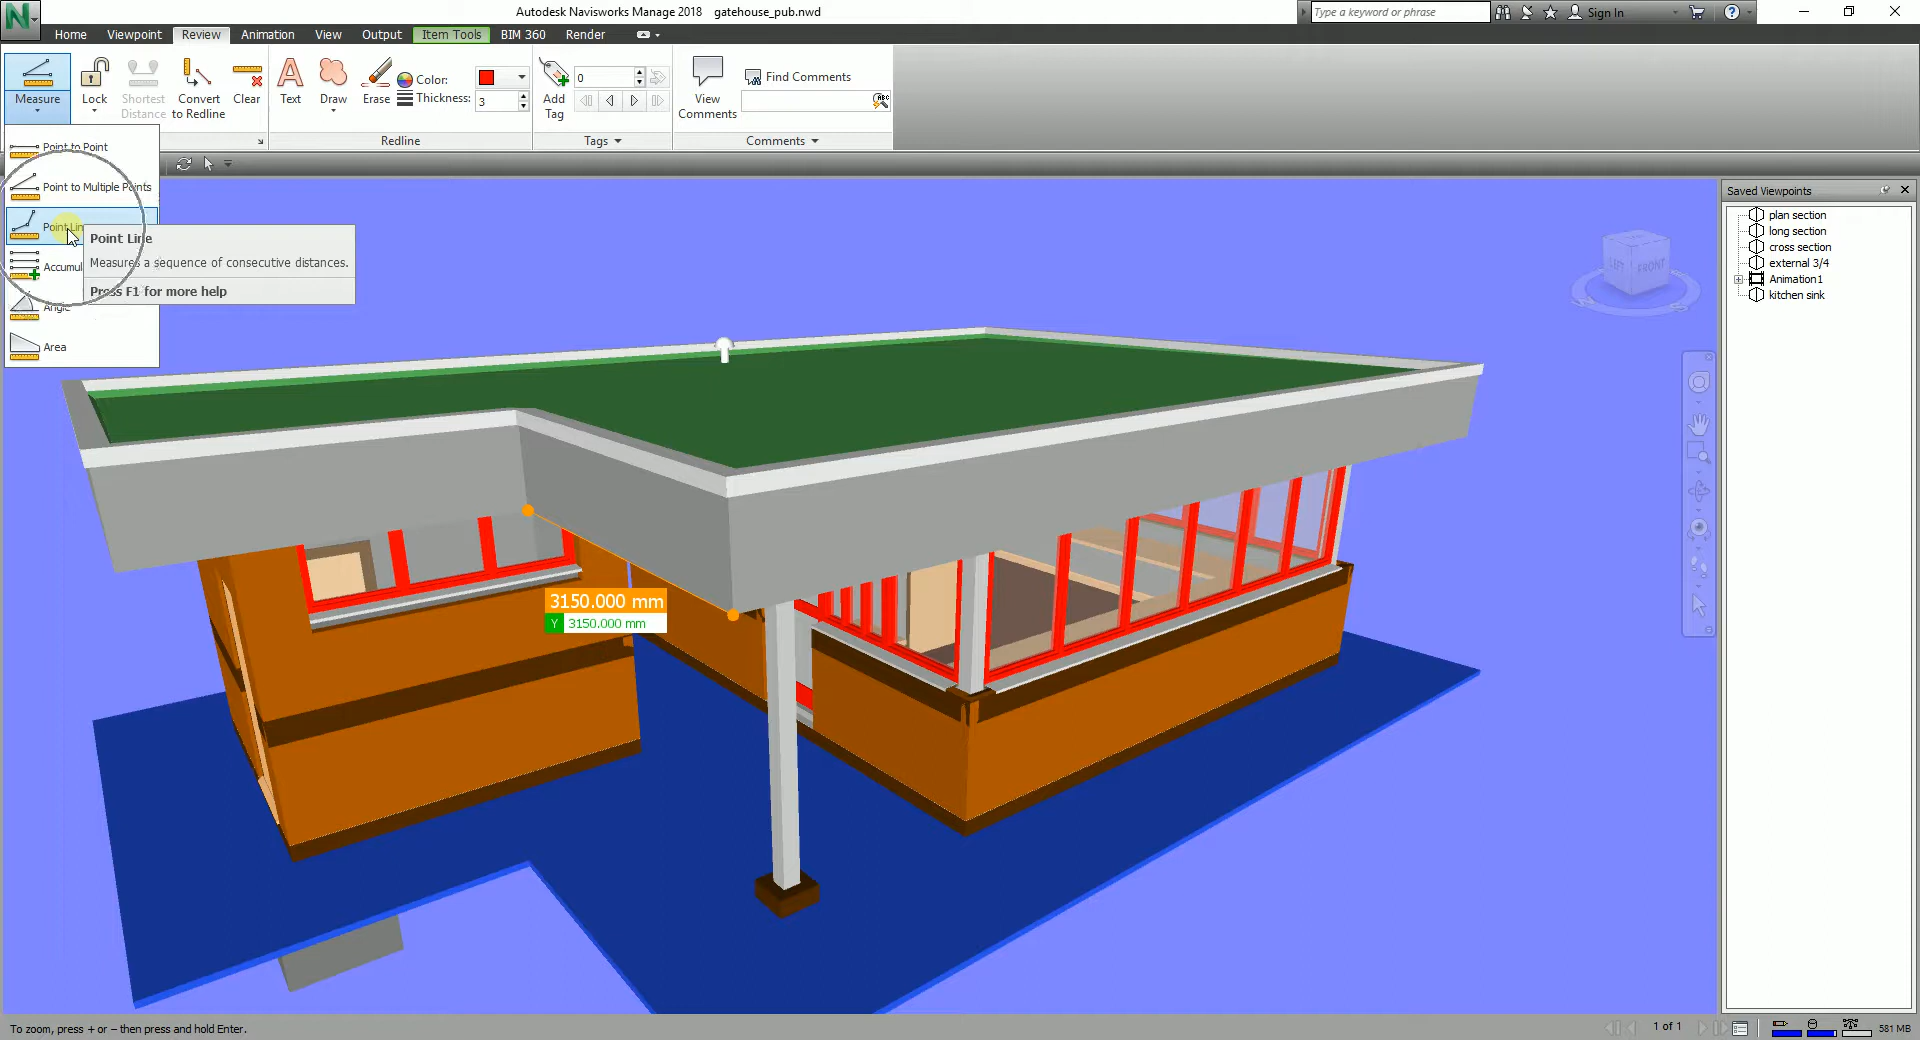 Autodesk Navisworks Manage 2018 gatehouse_pub.nwd
Type a keyword or phrase
Sign In
Home Viewpoint Review Animation View Output Item Tools BIM 360 Render
Measure
Lock
Shortest Distance
Convert to Redline
Clear
Text
Draw
Erase
Color:
Thickness: 3
Add Tag
0
View Comments
Find Comments
Redline
Tags
Comments
Point to Point
Point to Multiple Points
Point Line
Measures a sequence of consecutive distances.
Press F1 for more help
Angle
Area
LEFT FRONT
3150.000 mm
Y 3150.000 mm
Saved Viewpoints
plan section
long section
cross section
external 3/4
Animation1
kitchen sink
To zoom, press + or – then press and hold Enter.
1 of 1
581 MB